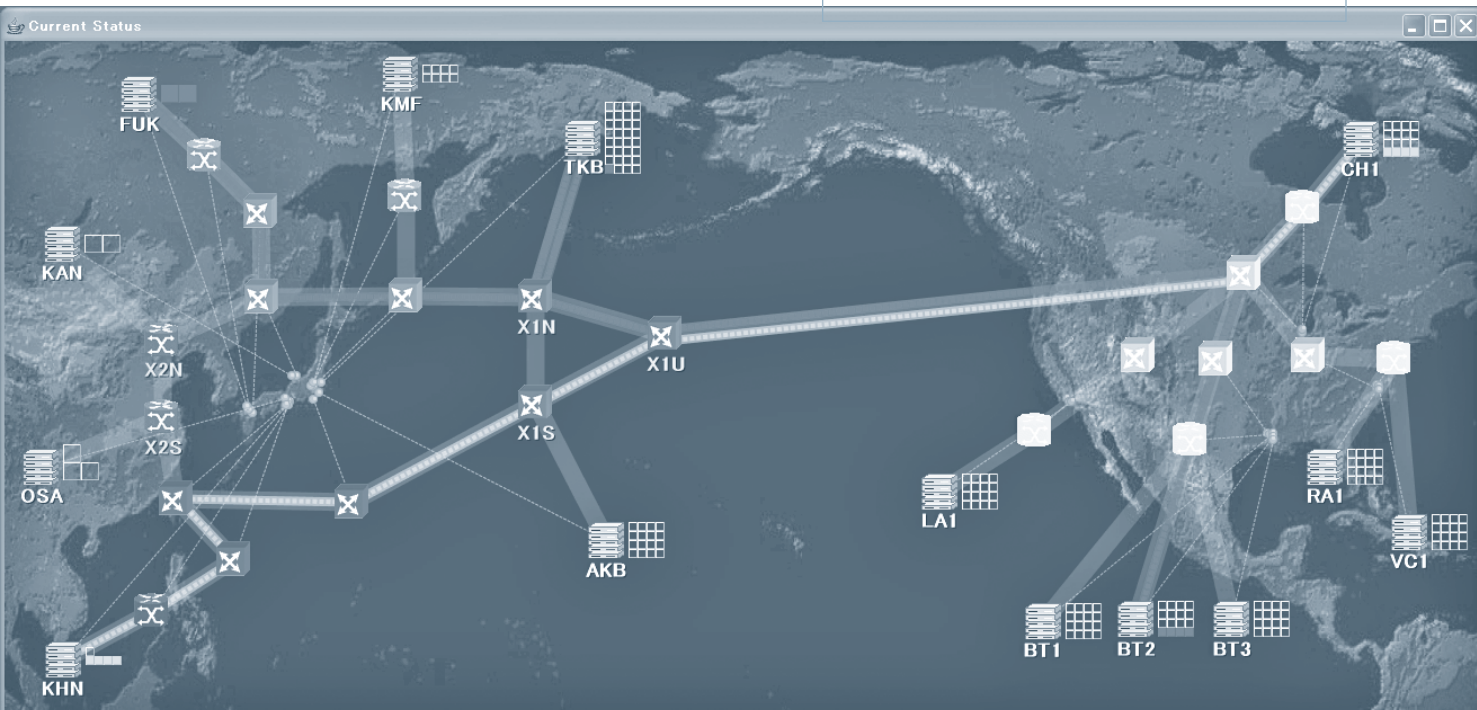 Current Status
FUK
KMF
TKB
CH1
KAN
X1N
X2N
X1U
X1S
X2S
OSA
RA1
LA1
AKB
VC1
BT1
BT2
BT3
KHN